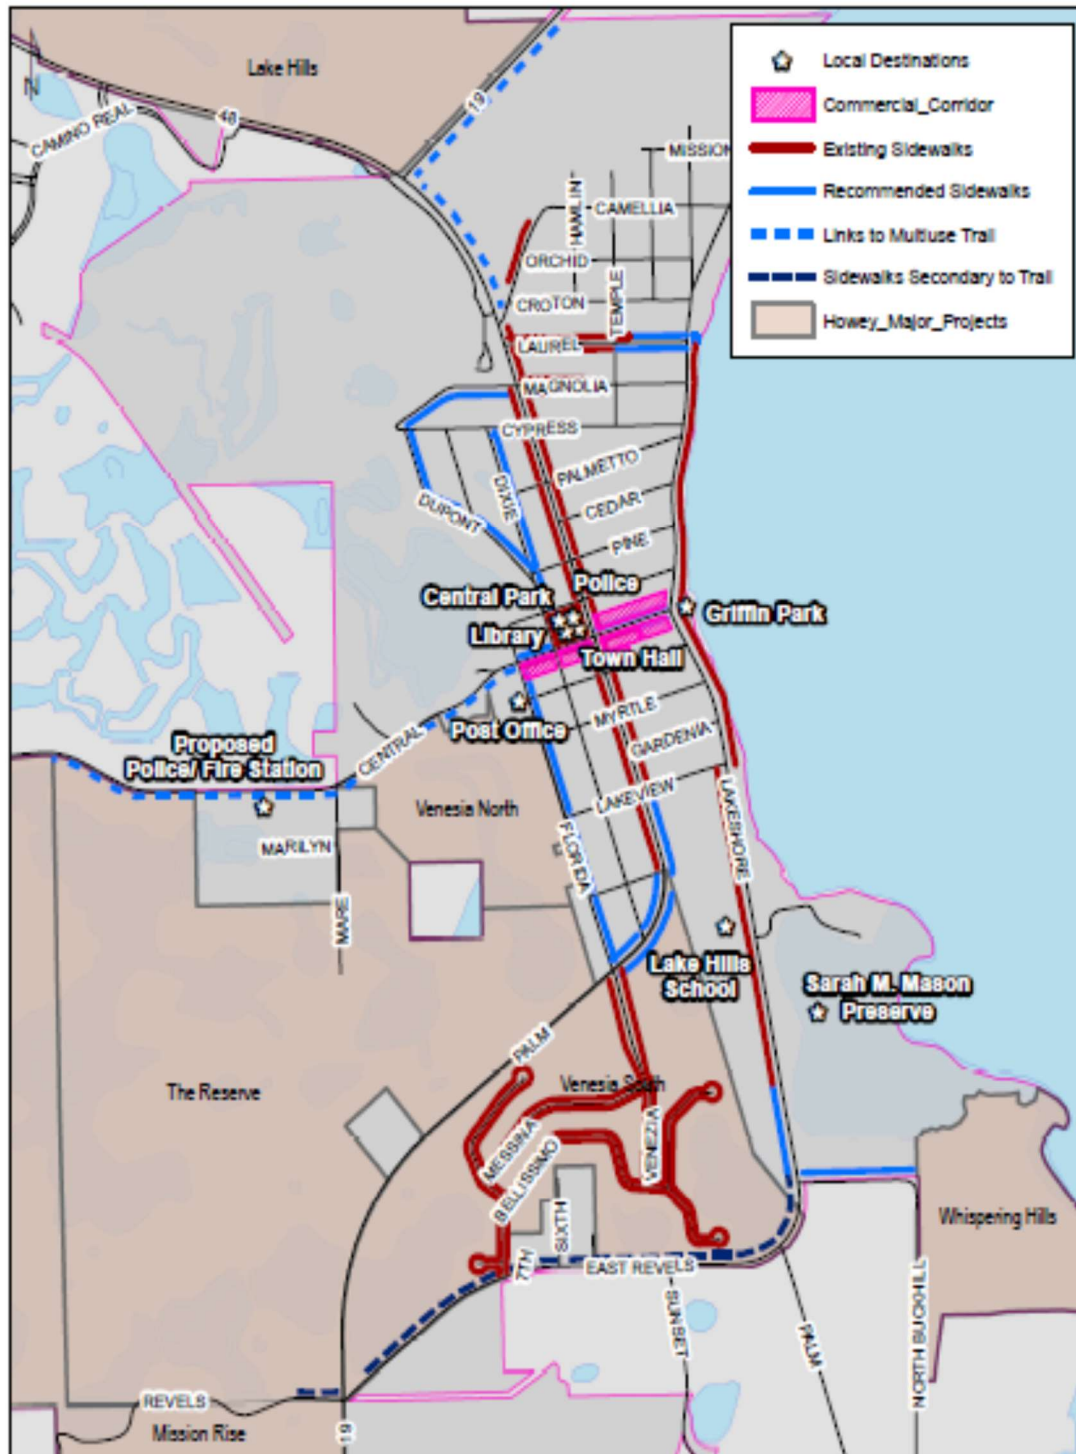 Lake Hills
N
CAMINO REAL
48
19
Local Destinations
Commercial_Corridor
Existing Sidewalks
Recommended Sidewalks
Links to Multiuse Trail
Sidewalks Secondary to Trail
Howey_Major_Projects
MISSION
HAMLIN
CAMELLIA
ORCHID
CROTON
TEMPLE
LAUREL
MAGNOLIA
CYPRESS
PALMETTO
DIXIE
DUPONT
CEDAR
PINE
Police
Central Park
Griffin Park
Library
Town Hall
Post Office
MYRTLE
GARDENIA
CENTRAL
Proposed
Police/ Fire Station
LAKEVIEW
LAKESHORE
Venesia North
FLORIDA
MARILYN
MARE
Lake Hills
School
Sarah M. Mason
Preserve
PALM
Venesia South
The Reserve
MESSINA
BELLISSIMO
VENEZIA
SIXTH
7TH
EAST REVELS
Whispering Hills
SUNSET
PALM
NORTH BUCKHILL
REVELS
Mission Rise
19